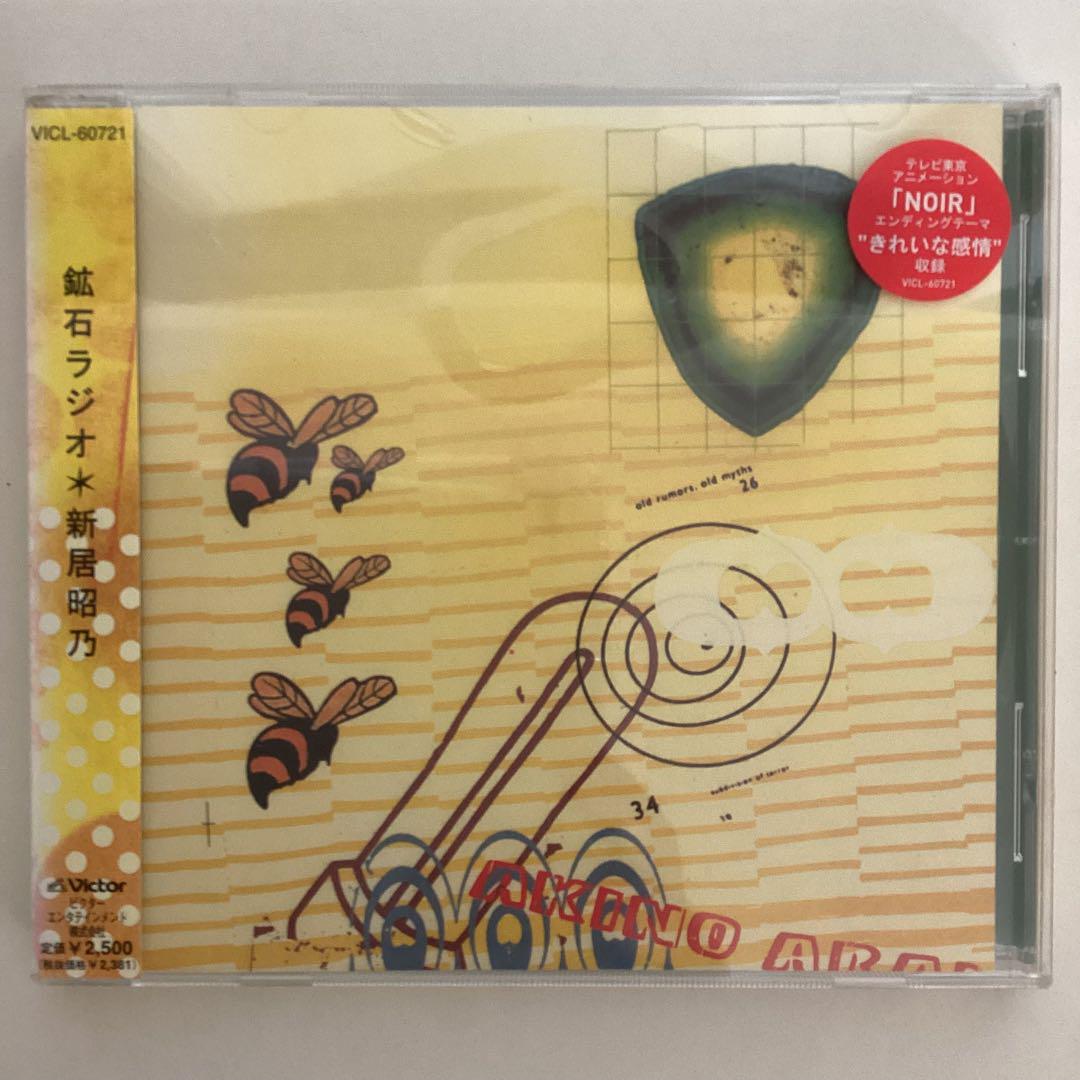 VICL-60721
鉱石ラジオ＊新居昭乃
Victor
ビクター
エンタテインメント
株式会社
定価￥2,500
(税抜価格￥2,381)
テレビ東京
アニメーション
「NOIR」
エンディングテーマ
"きれいな感情"
収録
VICL-60721
old rumors, old myths
26
subdivision of terror
34
10
AKINO ARAI